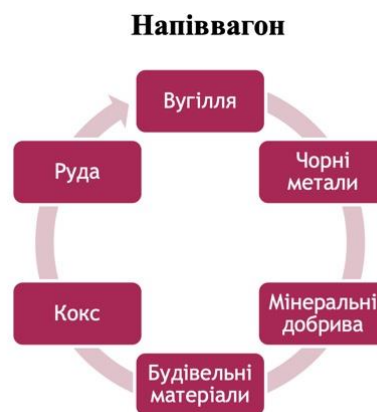 Напіввагон
Вугілля
Чорні
метали
Мінеральні
добрива
Будівельні
матеріали
Кокс
Руда